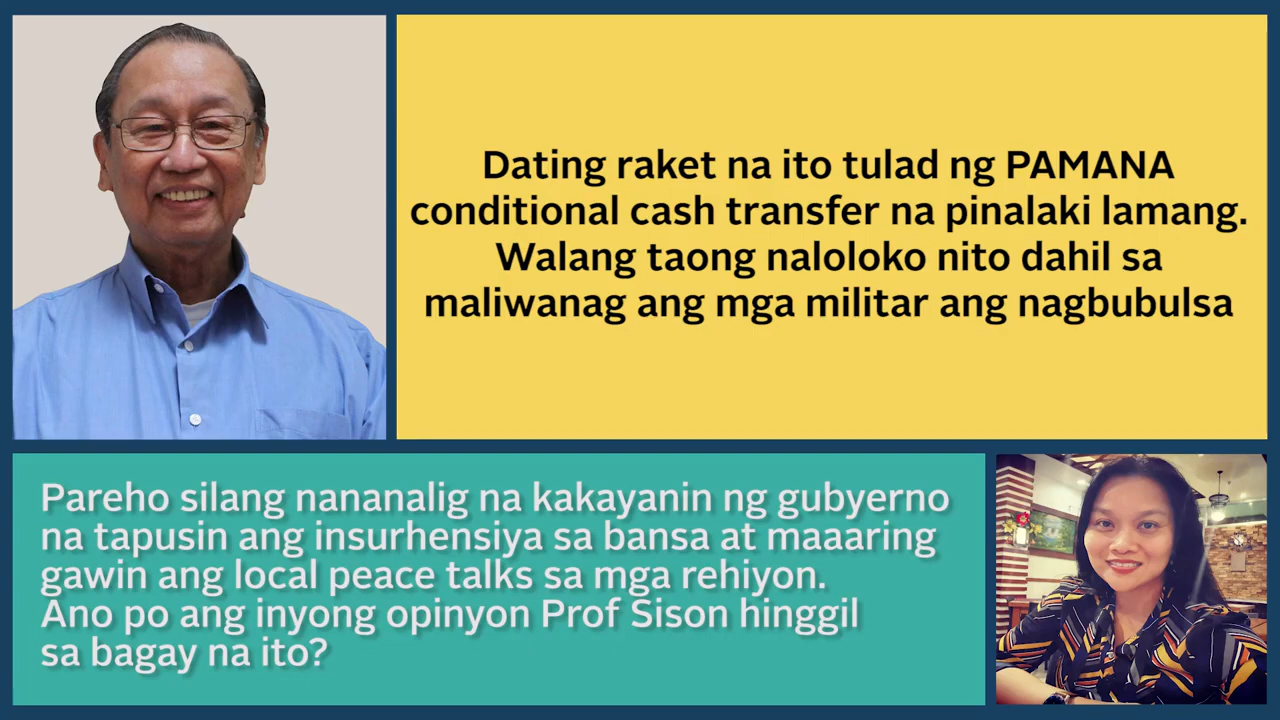 Dating raket na ito tulad ng PAMANA
conditional cash transfer na pinalaki lamang.
Walang taong naloloko nito dahil sa
maliwanag ang mga militar ang nagbubulsa
Pareho silang nananalig na kakayanin ng gubyerno
na tapusin ang insurhensiya sa bansa at maaaring
gawin ang local peace talks sa mga rehiyon.
Ano po ang inyong opinyon Prof Sison hinggil
sa bagay na ito?